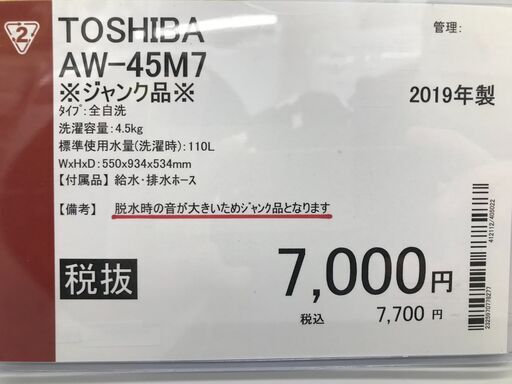 2
TOSHIBA
管理:
AW-45M7
※ジャンク品※
2019年製
ﾀｲﾌﾟ:全自洗
洗濯容量:4.5kg
標準使用水量(洗濯時):110L
WxHxD:550x934x534mm
【付属品】 給水・排水ホース
【備考】 脱水時の音が大きいためｼﾞｬﾝｸ品となります
税抜
7,000円
税込 7,700 円
412112/405022